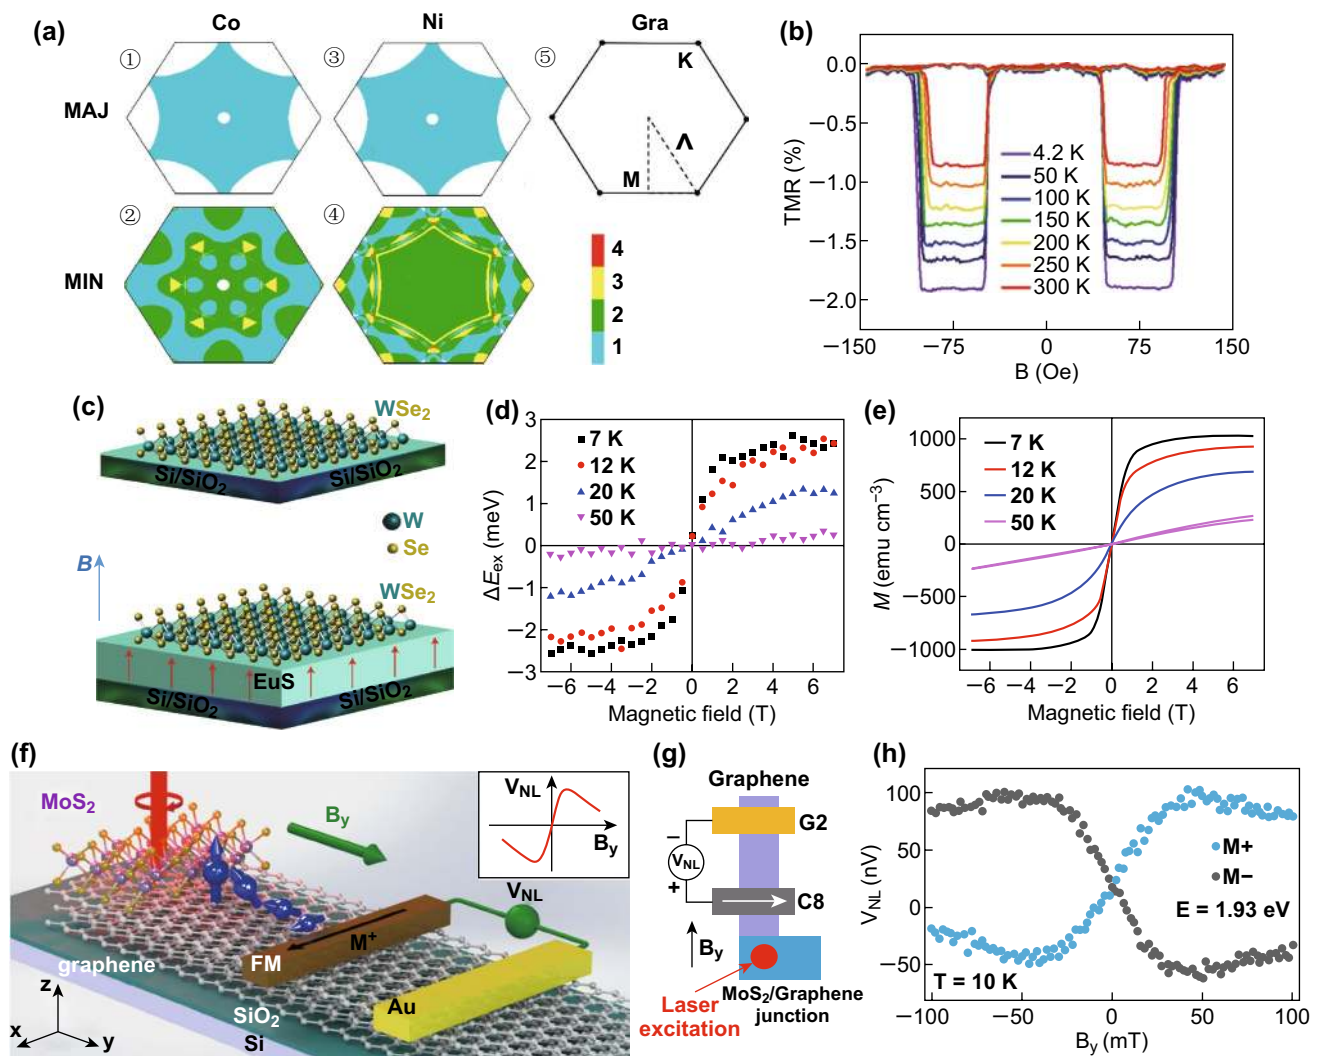 (a)
Co
Ni
Gra
①
③
⑤
MAJ
K
Λ
M
②
④
MIN
4
3
2
1
(b)
0.0
−0.5
−1.0
−1.5
−2.0
TMR (%)
4.2 K
50 K
100 K
150 K
200 K
250 K
300 K
−150
−75
0
75
150
B (Oe)
(c)
WSe2
Si/SiO2
Si/SiO2
W
Se
B
WSe2
EuS
Si/SiO2
Si/SiO2
(d)
3
2
1
0
−1
−2
−3
ΔEex (meV)
7 K
12 K
20 K
50 K
−6
−4
−2
0
2
4
6
Magnetic field (T)
(e)
1000
500
0
−500
−1000
M (emu cm−3)
7 K
12 K
20 K
50 K
−6
−4
−2
0
2
4
6
Magnetic field (T)
(f)
MoS2
By
VNL
By
VNL
M+
FM
graphene
Au
z
x
y
SiO2
Si
(g)
Graphene
G2
−
VNL
+
C8
By
Laser
excitation
MoS2/Graphene
junction
(h)
100
50
0
−50
VNL (nV)
M+
M−
E = 1.93 eV
T = 10 K
−100
−50
0
50
100
By (mT)